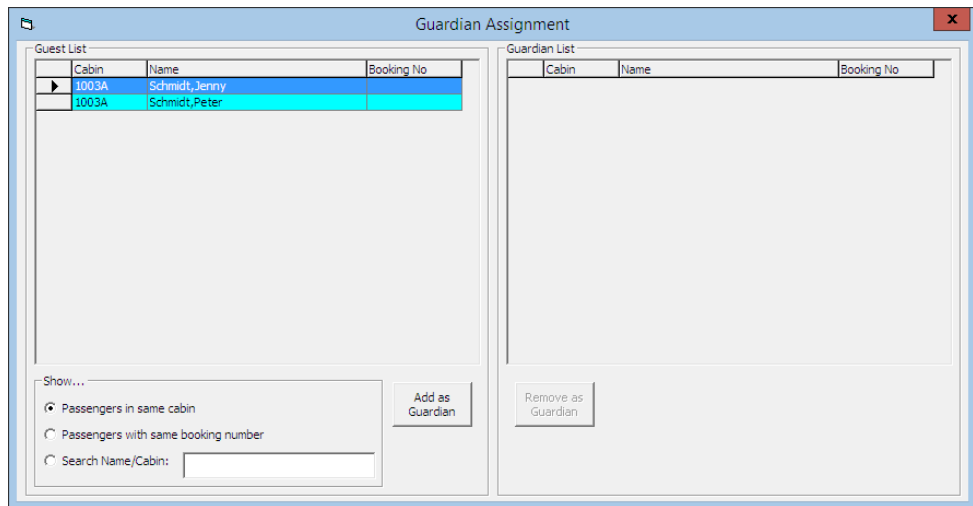 Guardian Assignment
x
Guest List
Cabin Name Booking No
1003A Schmidt,Jenny
1003A Schmidt,Peter
Show...
Passengers in same cabin
Passengers with same booking number
Search Name/Cabin:
Add as
Guardian
Guardian List
Cabin Name Booking No
Remove as
Guardian